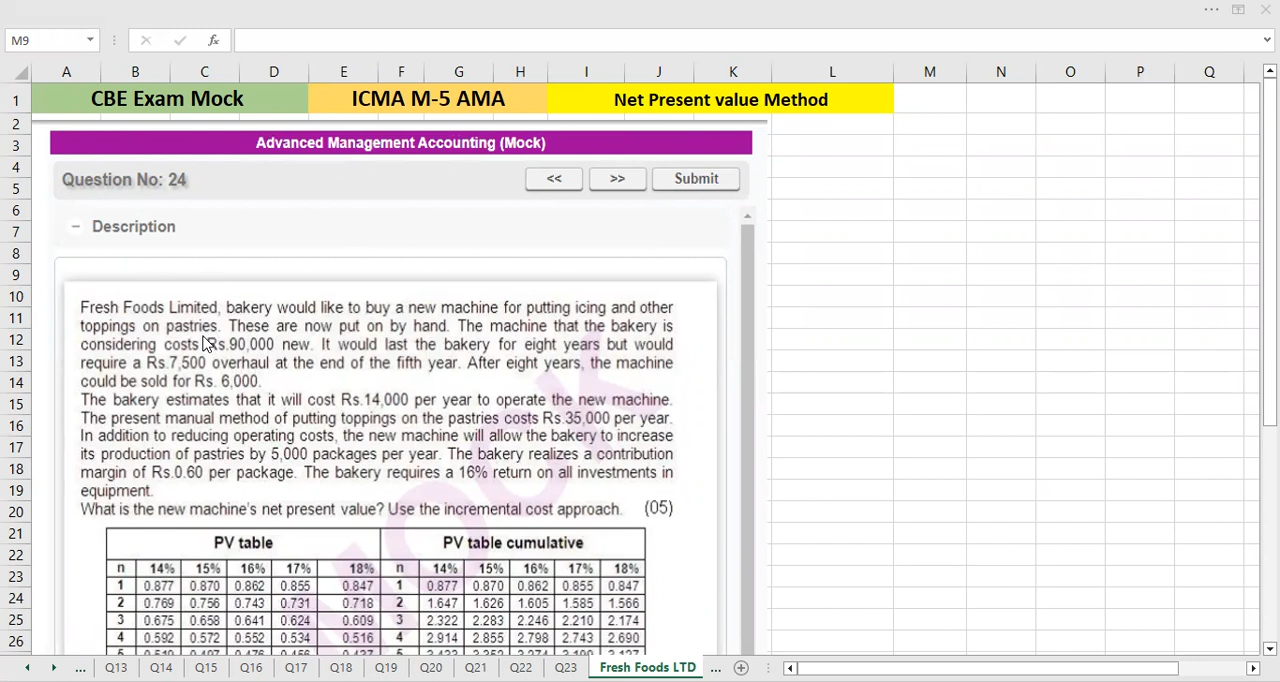 M9
fx
A B C D E F G H I J K L M N O P Q
1 CBE Exam Mock ICMA M-5 AMA Net Present value Method
2
3 Advanced Management Accounting (Mock)
4
5 Question No: 24 << >> Submit
6
7 − Description
8
9
10
11 Fresh Foods Limited, bakery would like to buy a new machine for putting icing and other
12 toppings on pastries. These are now put on by hand. The machine that the bakery is
considering costs Rs.90,000 new. It would last the bakery for eight years but would
13 require a Rs.7,500 overhaul at the end of the fifth year. After eight years, the machine
14 could be sold for Rs. 6,000.
15 The bakery estimates that it will cost Rs.14,000 per year to operate the new machine.
16 The present manual method of putting toppings on the pastries costs Rs.35,000 per year.
17 In addition to reducing operating costs, the new machine will allow the bakery to increase
its production of pastries by 5,000 packages per year. The bakery realizes a contribution
18 margin of Rs.0.60 per package. The bakery requires a 16% return on all investments in
19 equipment.
20 What is the new machine's net present value? Use the incremental cost approach. (05)
21
22 PV table PV table cumulative
23 n 14% 15% 16% 17% 18% n 14% 15% 16% 17% 18%
24 1 0.877 0.870 0.862 0.855 0.847 1 0.877 0.870 0.862 0.855 0.847
2 0.769 0.756 0.743 0.731 0.718 2 1.647 1.626 1.605 1.585 1.566
25 3 0.675 0.658 0.641 0.624 0.609 3 2.322 2.283 2.246 2.210 2.174
26 4 0.592 0.572 0.552 0.534 0.516 4 2.914 2.855 2.798 2.743 2.690
MOCK
... Q13 Q14 Q15 Q16 Q17 Q18 Q19 Q20 Q21 Q22 Q23 Fresh Foods LTD ...